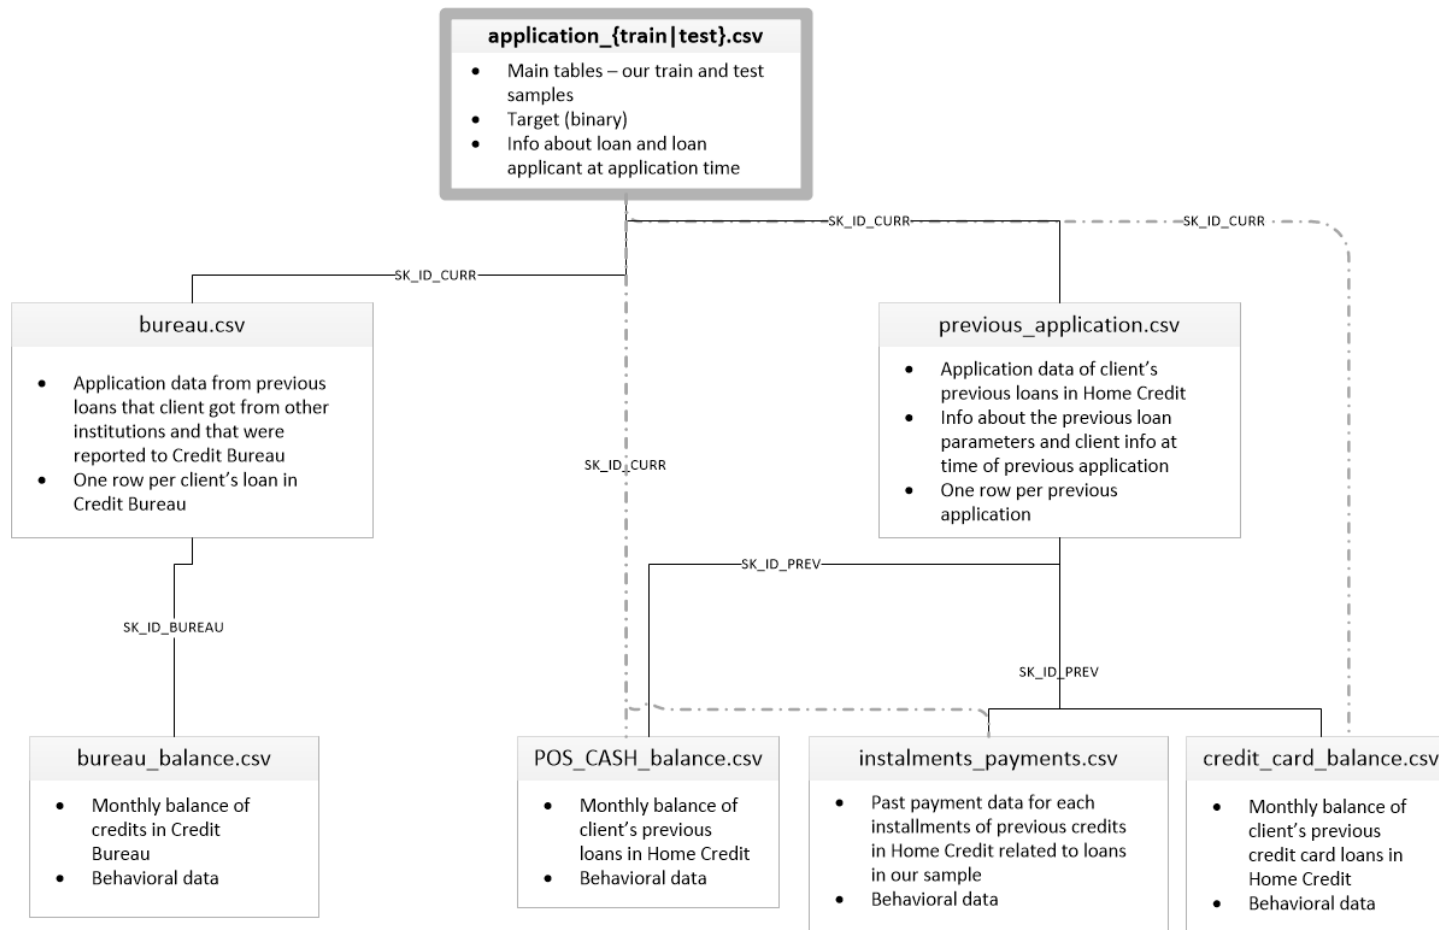 application_{train|test}.csv
• Main tables – our train and test
samples
• Target (binary)
• Info about loan and loan
applicant at application time
SK_ID_CURR
SK_ID_CURR
SK_ID_CURR
bureau.csv
• Application data from previous
loans that client got from other
institutions and that were
reported to Credit Bureau
• One row per client’s loan in
Credit Bureau
previous_application.csv
• Application data of client’s
previous loans in Home Credit
• Info about the previous loan
parameters and client info at
time of previous application
• One row per previous
application
SK_ID_CURR
SK_ID_PREV
SK_ID_BUREAU
SK_ID_PREV
bureau_balance.csv
• Monthly balance of
credits in Credit
Bureau
• Behavioral data
POS_CASH_balance.csv
• Monthly balance of
client’s previous
loans in Home Credit
• Behavioral data
instalments_payments.csv
• Past payment data for each
installments of previous credits
in Home Credit related to loans
in our sample
• Behavioral data
credit_card_balance.csv
• Monthly balance of
client’s previous
credit card loans in
Home Credit
• Behavioral data